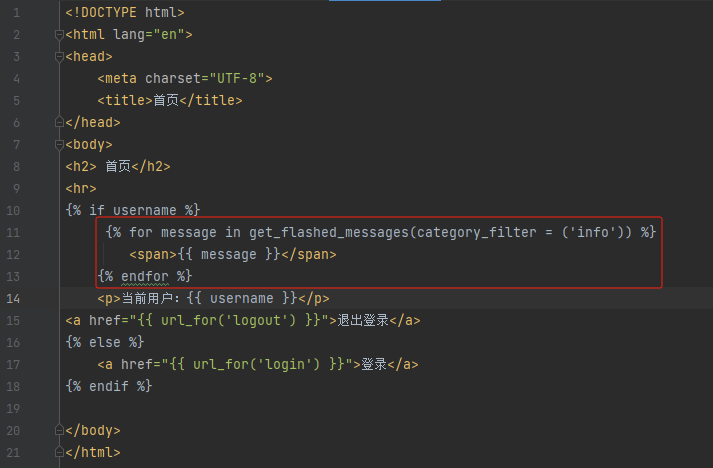 1 <!DOCTYPE html>
2 <html lang="en">
3 <head>
4 <meta charset="UTF-8">
5 <title>首页</title>
6 </head>
7 <body>
8 <h2> 首页</h2>
9 <hr>
10 {% if username %}
11 {% for message in get_flashed_messages(category_filter = ('info')) %}
12 <span>{{ message }}</span>
13 {% endfor %}
14 <p>当前用户：{{ username }}</p>
15 <a href="{{ url_for('logout') }}">退出登录</a>
16 {% else %}
17 <a href="{{ url_for('login') }}">登录</a>
18 {% endif %}
19
20 </body>
21 </html>